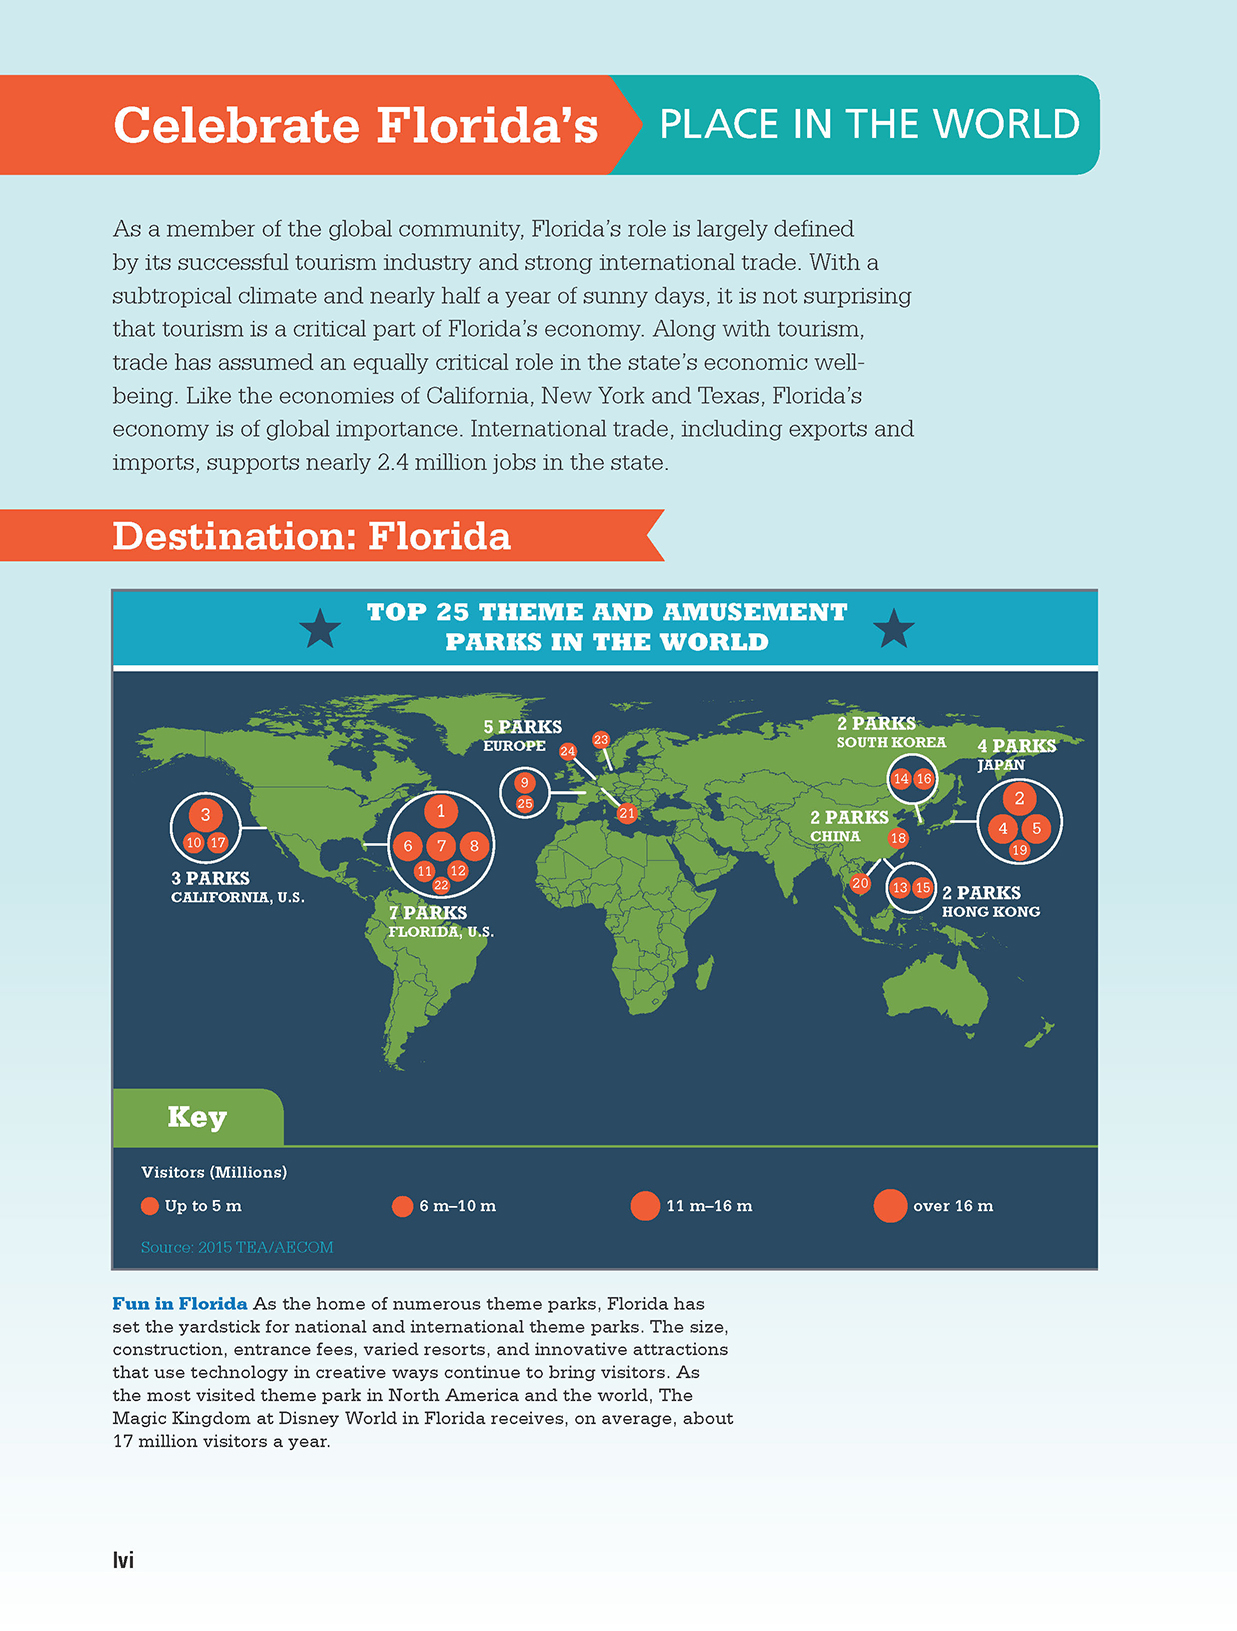 Celebrate Florida's PLACE IN THE WORLD
As a member of the global community, Florida's role is largely defined
by its successful tourism industry and strong international trade. With a
subtropical climate and nearly half a year of sunny days, it is not surprising
that tourism is a critical part of Florida's economy. Along with tourism,
trade has assumed an equally critical role in the state's economic well-
being. Like the economies of California, New York and Texas, Florida's
economy is of global importance. International trade, including exports and
imports, supports nearly 2.4 million jobs in the state.
Destination: Florida
TOP 25 THEME AND AMUSEMENT
PARKS IN THE WORLD
3
10 17
3 PARKS
CALIFORNIA, U.S.
1
6 7 8
11 12
22
7 PARKS
FLORIDA, U.S.
5 PARKS
EUROPE
24
23
9
25
21
2 PARKS
SOUTH KOREA
14 16
4 PARKS
JAPAN
2
4 5
19
2 PARKS
CHINA
18
20
13 15
2 PARKS
HONG KONG
Key
Visitors (Millions)
Up to 5 m
6 m–10 m
11 m–16 m
over 16 m
Source: 2015 TEA/AECOM
Fun in Florida As the home of numerous theme parks, Florida has
set the yardstick for national and international theme parks. The size,
construction, entrance fees, varied resorts, and innovative attractions
that use technology in creative ways continue to bring visitors. As
the most visited theme park in North America and the world, The
Magic Kingdom at Disney World in Florida receives, on average, about
17 million visitors a year.
lvi